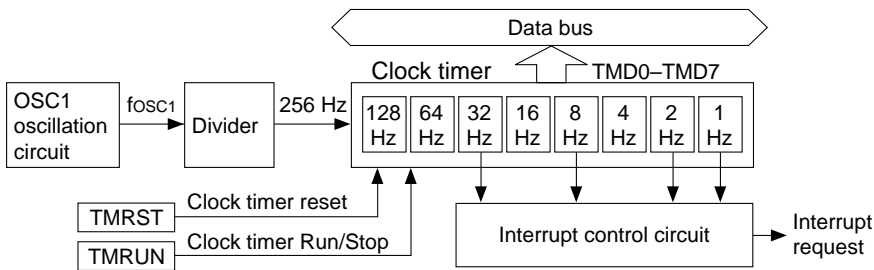 Data bus
Clock timer
TMD0–TMD7
OSC1
oscillation
circuit
fOSC1
Divider
256 Hz
128
Hz
64
Hz
32
Hz
16
Hz
8
Hz
4
Hz
2
Hz
1
Hz
TMRST
Clock timer reset
TMRUN
Clock timer Run/Stop
Interrupt control circuit
Interrupt
request